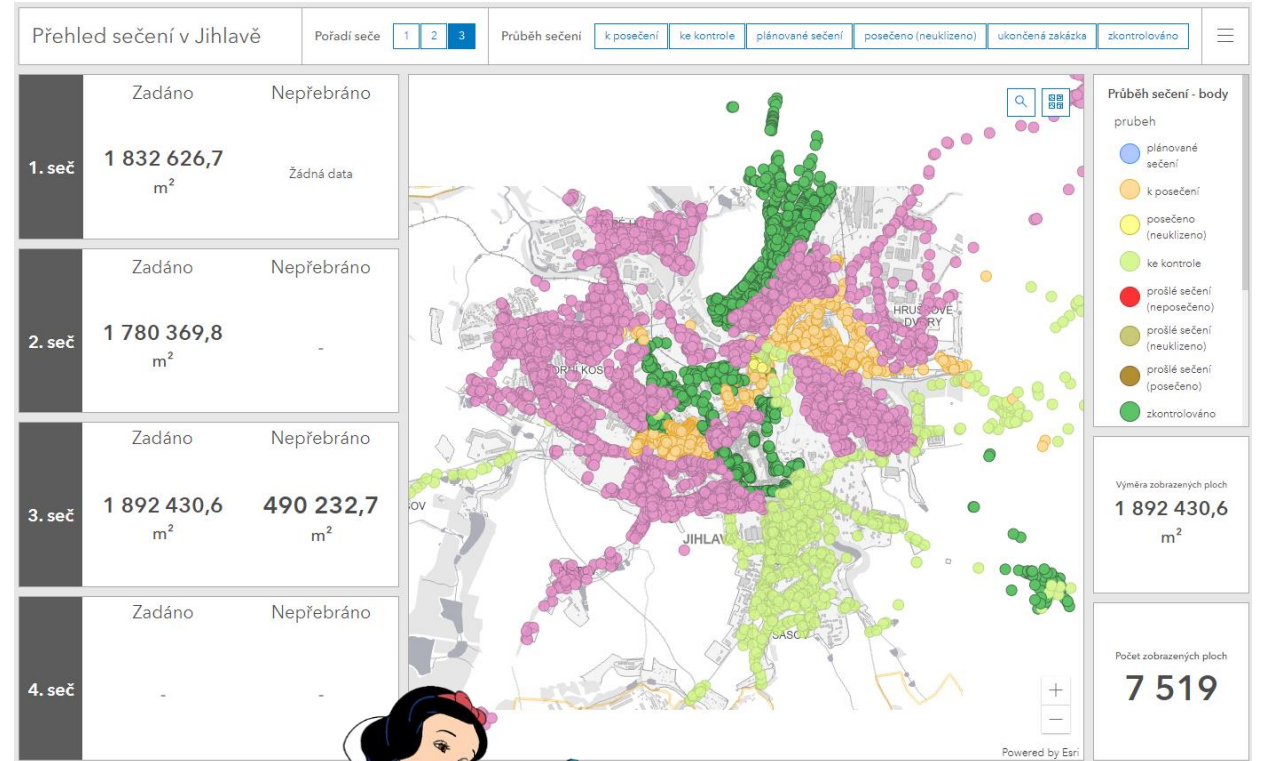 Přehled sečení v Jihlavě
Pořadí seče
1
2
3
Průběh sečení
k posečení
ke kontrole
plánované sečení
posečeno (neuklizeno)
ukončená zakázka
zkontrolováno
1. seč
Zadáno
Nepřebráno
1 832 626,7
m²
Žádná data
2. seč
Zadáno
Nepřebráno
1 780 369,8
m²
-
3. seč
Zadáno
Nepřebráno
1 892 430,6
m²
490 232,7
m²
4. seč
Zadáno
Nepřebráno
-
-
HRUSKOVÉ
DVORY
JIHLAV
Powered by Esri
Průběh sečení - body
prubeh
plánované
sečení
k posečení
posečeno
(neuklizeno)
ke kontrole
prošlé sečení
(neposečeno)
prošlé sečení
(neuklizeno)
prošlé sečení
(posečeno)
zkontrolováno
Výměra zobrazených ploch
1 892 430,6
m²
Počet zobrazených ploch
7 519